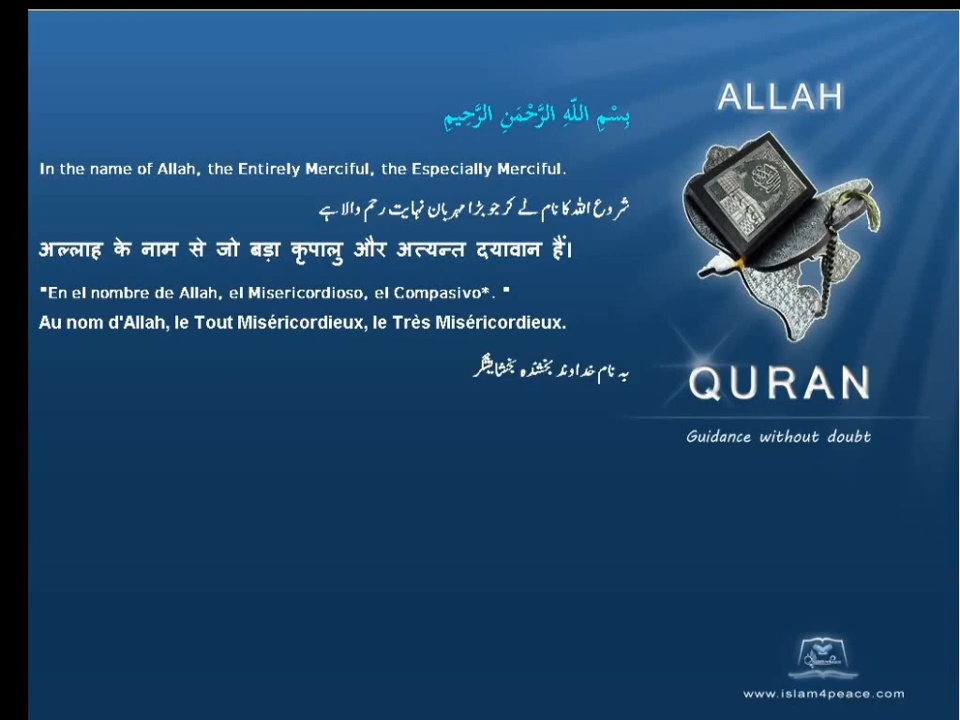 بِسْمِ اللّهِ الرَّحْمَنِ الرَّحِيمِ
In the name of Allah, the Entirely Merciful, the Especially Merciful.
شروع اللہ کا نام لے کر جو بڑا مہربان نہایت رحم والا ہے
अल्लाह के नाम से जो बड़ा कृपालु और अत्यन्त दयावान हैं।
"En el nombre de Allah, el Misericordioso, el Compasivo*. "
Au nom d'Allah, le Tout Miséricordieux, le Très Miséricordieux.
به نام خداوند بخشنده بخشایشگر
ALLAH
QURAN
Guidance without doubt
www.islam4peace.com